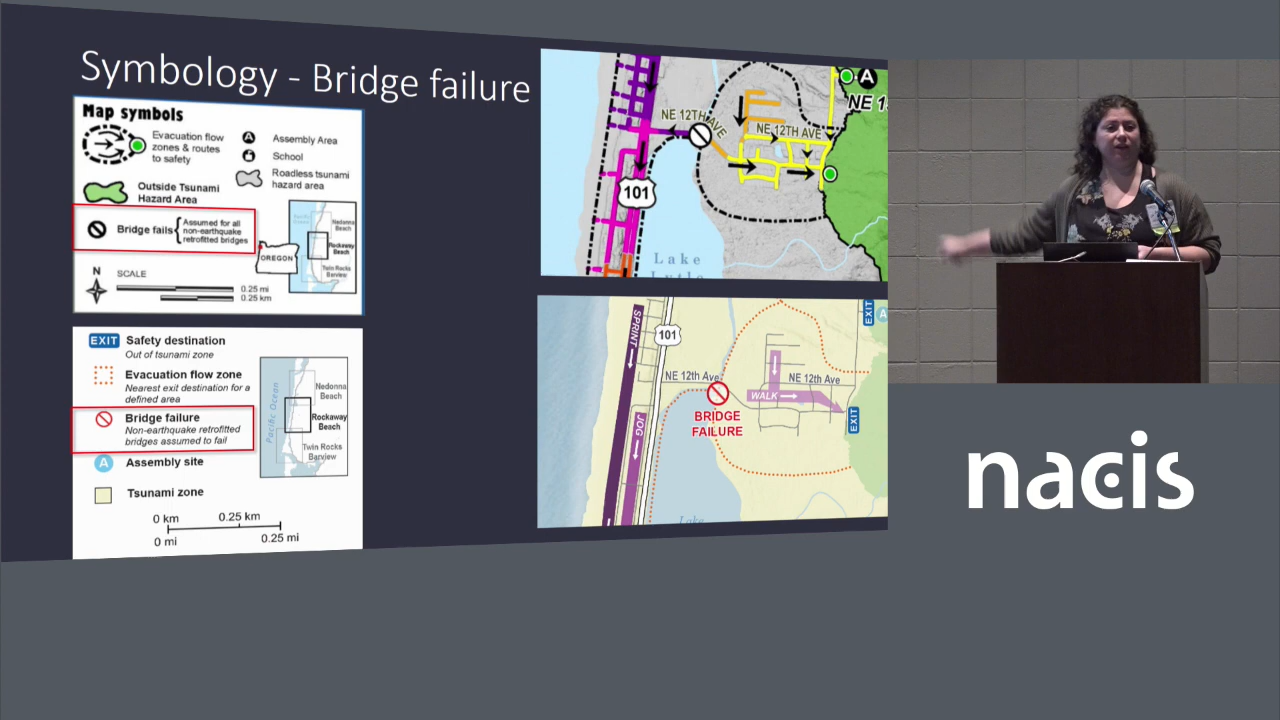 Symbology - Bridge failure
Map symbols
Evacuation flow
zones & routes
to safety
A
Assembly Area
School
Roadless tsunami
hazard area
Outside Tsunami
Hazard Area
Bridge fails
Assumed for all
non-earthquake
retrofitted bridges
OREGON
Nedonna
Beach
Rockaway
Beach
Twin Rocks
Barview
N
SCALE
0.25 mi
0.25 km
EXIT
Safety destination
Out of tsunami zone
Evacuation flow zone
Nearest exit destination for a
defined area
Bridge failure
Non-earthquake retrofitted
bridges assumed to fail
A
Assembly site
Tsunami zone
0 km
0.25 km
0 mi
0.25 mi
Pacific Ocean
Nedonna
Beach
Rockaway
Beach
Twin Rocks
Barview
NE 12TH AVE
NE 12TH AVE
A
101
Lake
Lytle
SPRINT
101
NE 12th Ave
NE 12th Ave
WALK
JOG
BRIDGE
FAILURE
EXIT
EXIT
A
Lake
nacis